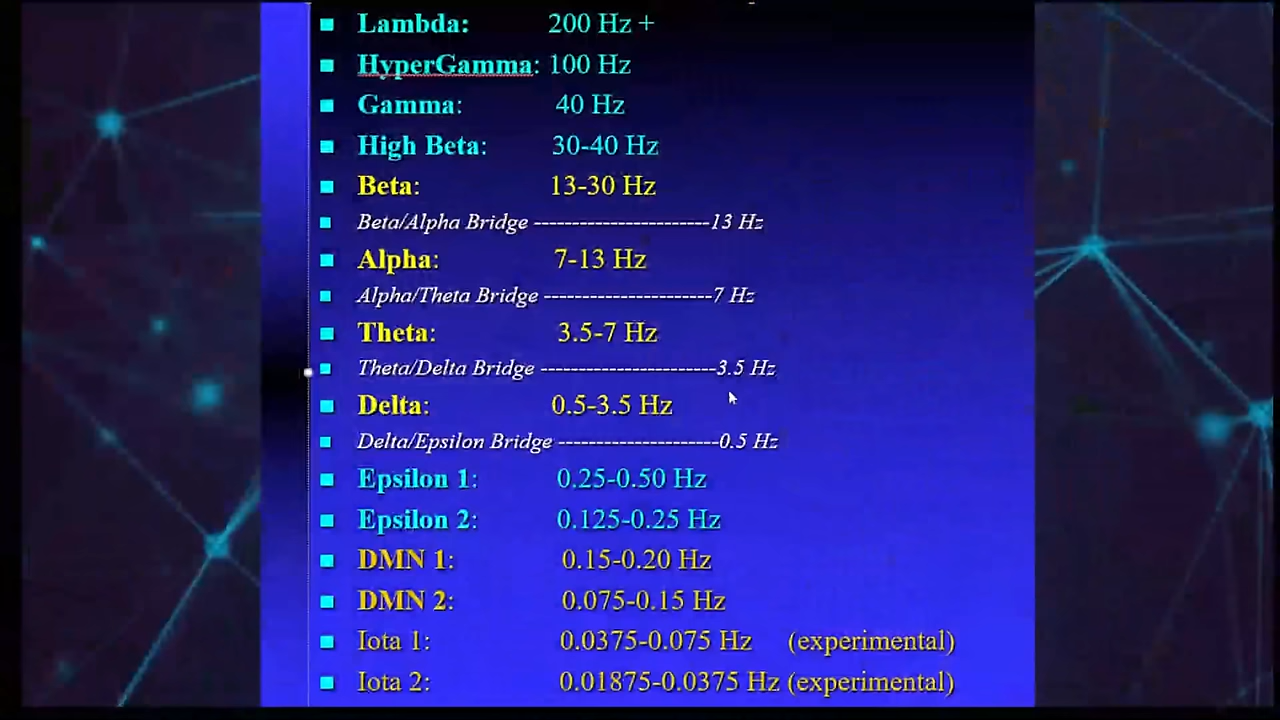 Lambda: 200 Hz +
HyperGamma: 100 Hz
Gamma: 40 Hz
High Beta: 30-40 Hz
Beta: 13-30 Hz
Beta/Alpha Bridge -----------------------13 Hz
Alpha: 7-13 Hz
Alpha/Theta Bridge ----------------------7 Hz
Theta: 3.5-7 Hz
Theta/Delta Bridge -----------------------3.5 Hz
Delta: 0.5-3.5 Hz
Delta/Epsilon Bridge ---------------------0.5 Hz
Epsilon 1: 0.25-0.50 Hz
Epsilon 2: 0.125-0.25 Hz
DMN 1: 0.15-0.20 Hz
DMN 2: 0.075-0.15 Hz
Iota 1: 0.0375-0.075 Hz (experimental)
Iota 2: 0.01875-0.0375 Hz (experimental)